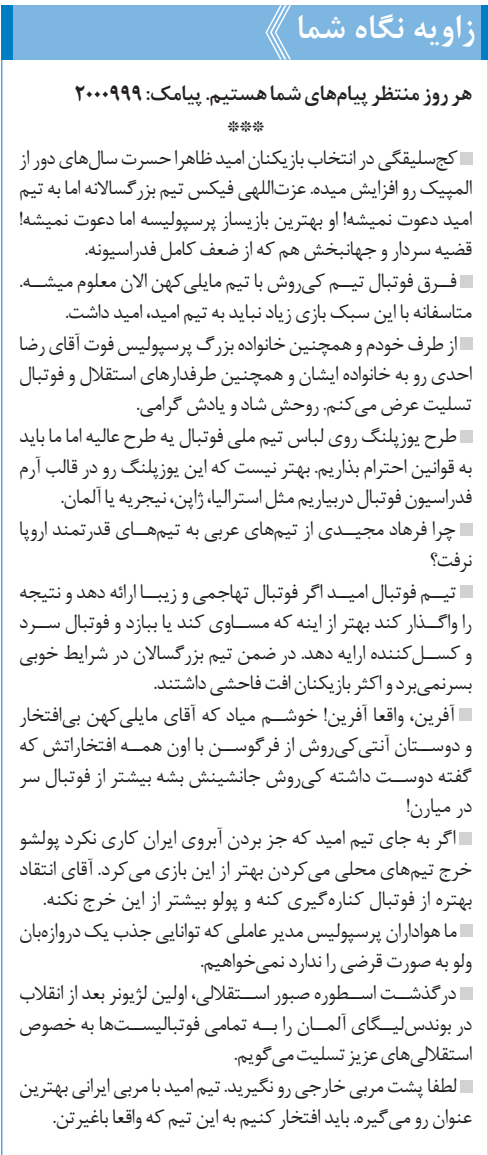 زاویه نگاه شما
هر روز منتظر پیام‌های شما هستیم. پیامک: ۲۰۰۰۹۹۹
***
کج‌سلیقگی در انتخاب بازیکنان امید ظاهرا حسرت سال‌های دور از
المپیک رو افزایش میده. عزت‌اللهی فیکس تیم بزرگسالانه اما به تیم
امید دعوت نمیشه! او بهترین بازیساز پرسپولیسه اما دعوت نمیشه!
قضیه سردار و جهانبخش هم که از ضعف کامل فدراسیونه.
فرق فوتبال تیم کی‌روش با تیم مایلی‌کهن الان معلوم میشه.
متاسفانه با این سبک بازی زیاد نباید به تیم امید، امید داشت.
از طرف خودم و همچنین خانواده بزرگ پرسپولیس فوت آقای رضا
احدی رو به خانواده ایشان و همچنین طرفدارهای استقلال و فوتبال
تسلیت عرض می‌کنم. روحش شاد و یادش گرامی.
طرح یوزپلنگ روی لباس تیم ملی فوتبال یه طرح عالیه اما ما باید
به قوانین احترام بذاریم. بهتر نیست که این یوزپلنگ رو در قالب آرم
فدراسیون فوتبال دربیاریم مثل استرالیا، ژاپن، نیجریه یا آلمان.
چرا فرهاد مجیدی از تیم‌های عربی به تیم‌های قدرتمند اروپا
نرفت؟
تیم فوتبال امید اگر فوتبال تهاجمی و زیبا ارائه دهد و نتیجه
را واگذار کند بهتر از اینه که مساوی کند یا ببازد و فوتبال سرد
و کسل‌کننده ارایه دهد. در ضمن تیم بزرگسالان در شرایط خوبی
بسرنمی‌برد و اکثر بازیکنان افت فاحشی داشتند.
آفرین، واقعا آفرین! خوشم میاد که آقای مایلی‌کهن بی‌افتخار
و دوستان آنتی‌کی‌روش از فرگوسن با اون همه افتخاراتش که
گفته دوست داشته کی‌روش جانشینش بشه بیشتر از فوتبال سر
در میارن!
اگر به جای تیم امید که جز بردن آبروی ایران کاری نکرد پولشو
خرج تیم‌های محلی می‌کردن بهتر از این بازی می‌کرد. آقای انتقاد
بهتره از فوتبال کناره‌گیری کنه و پولو بیشتر از این خرج نکنه.
ما هواداران پرسپولیس مدیر عاملی که توانایی جذب یک دروازه‌بان
ولو به صورت قرضی را ندارد نمی‌خواهیم.
درگذشت اسطوره صبور استقلالی، اولین لژیونر بعد از انقلاب
در بوندس‌لیگای آلمان را به تمامی فوتبالیست‌ها به خصوص
استقلالی‌های عزیز تسلیت می‌گویم.
لطفا پشت مربی خارجی رو نگیرید. تیم امید با مربی ایرانی بهترین
عنوان رو می‌گیره. باید افتخار کنیم به این تیم که واقعا باغیرتن.